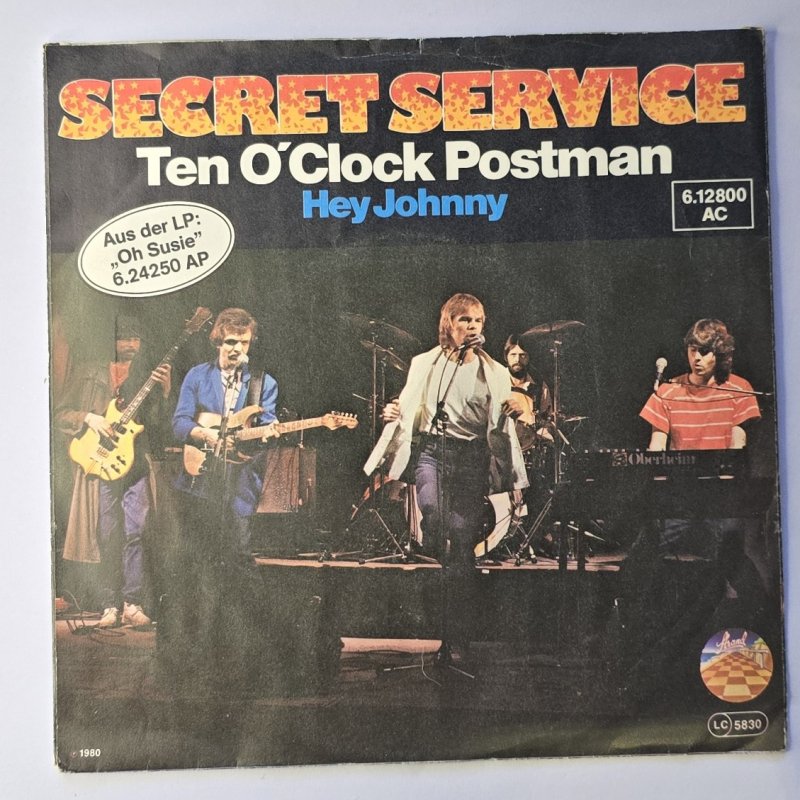 SECRET SERVICE
Ten O´Clock Postman
Hey Johnny
6.12800
AC
Aus der LP:
„Oh Susie”
6.24250 AP
Oberheim
Strand
LC 5830
1980